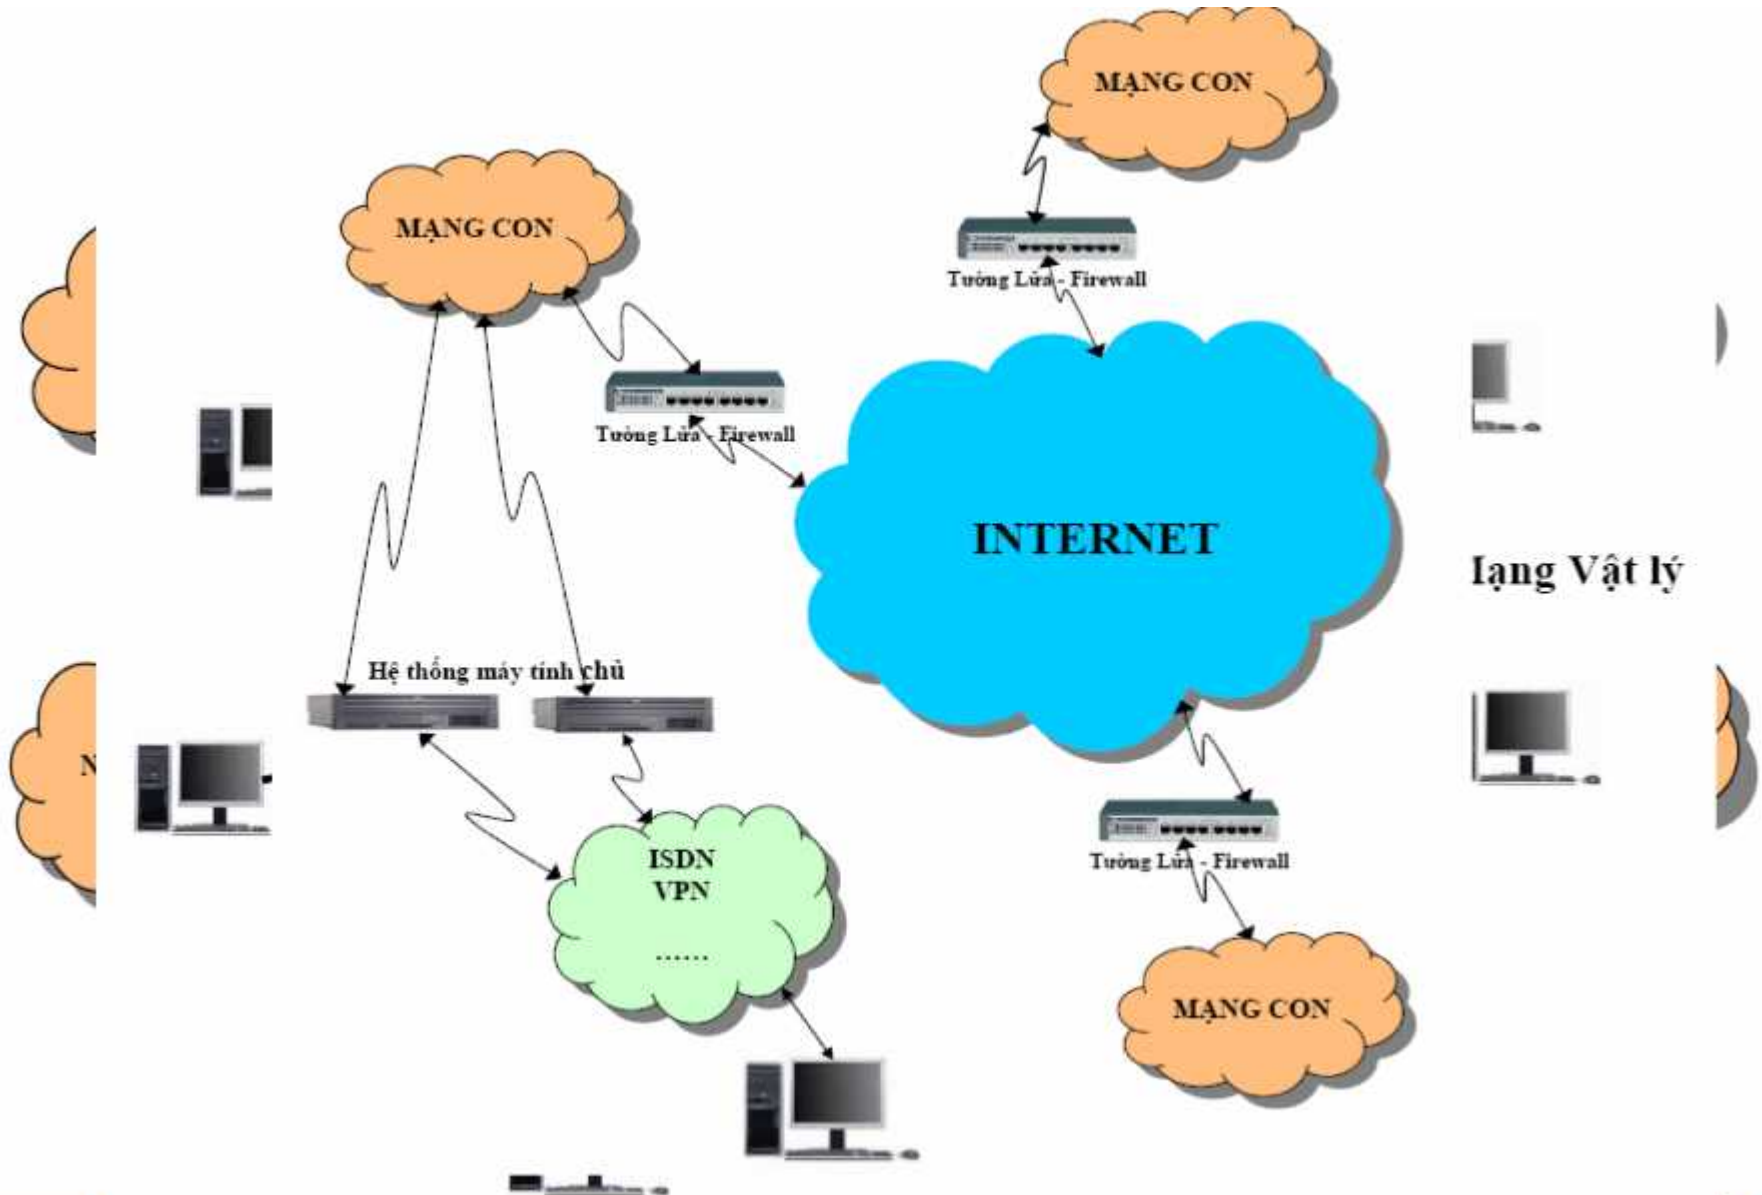 MẠNG CON
MẠNG CON
Tường Lửa - Firewall
Tường Lửa - Firewall
INTERNET
Vật lý
Hệ thống máy tính chủ
ISDN
VPN
......
Tường Lửa - Firewall
MẠNG CON